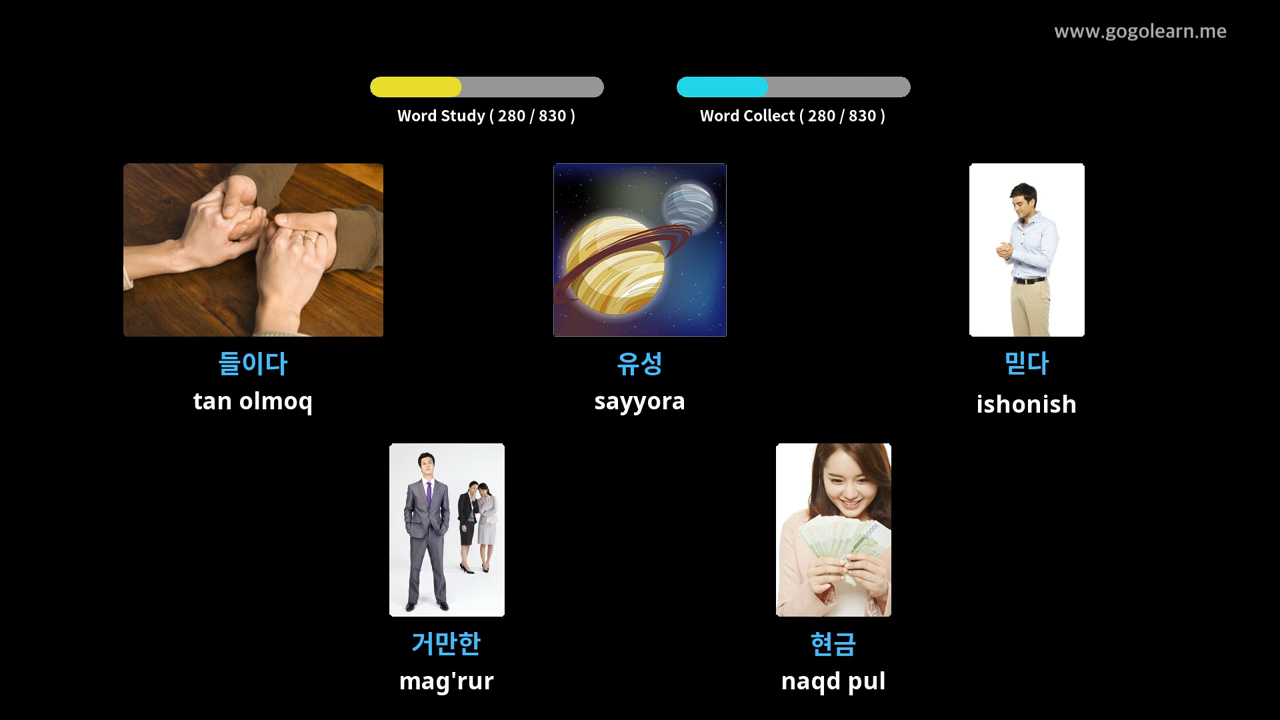 www.gogolearn.me
Word Study ( 280 / 830 )
Word Collect ( 280 / 830 )
들이다
tan olmoq
유성
sayyora
믿다
ishonish
거만한
mag'rur
현금
naqd pul